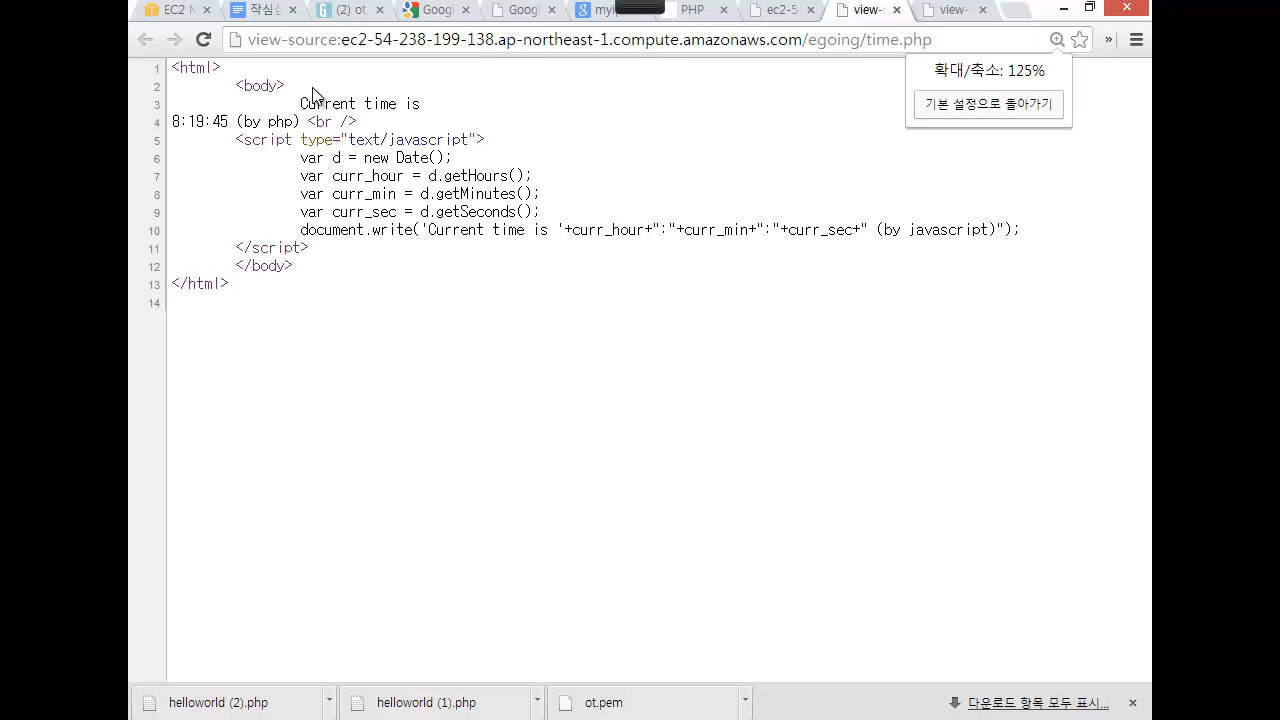 EC2 M
작심
(2) ot
Googl
Googl
myi
PHP
ec2-5
view-
view-
view-source:ec2-54-238-199-138.ap-northeast-1.compute.amazonaws.com/egoing/time.php
»
확대/축소: 125%
기본 설정으로 돌아가기
1 <html>
2 <body>
3 Current time is
4 8:19:45 (by php) <br />
5 <script type="text/javascript">
6 var d = new Date();
7 var curr_hour = d.getHours();
8 var curr_min = d.getMinutes();
9 var curr_sec = d.getSeconds();
10 document.write('Current time is '+curr_hour+":"+curr_min+":"+curr_sec+" (by javascript)");
11 </script>
12 </body>
13 </html>
14
helloworld (2).php
helloworld (1).php
ot.pem
다운로드 항목 모두 표시...